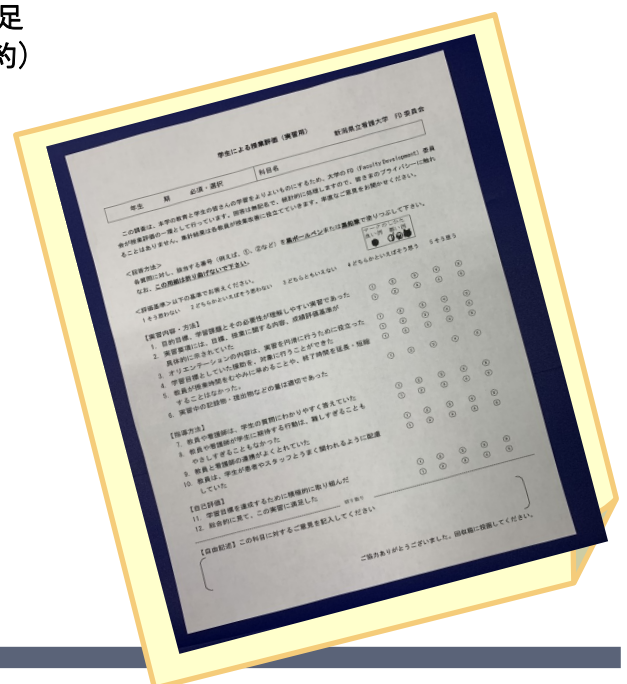 足
約）
学生による授業評価（実習用）
新潟県立看護大学 FD 委員会
年生 期 必須・選択 科目名
この調査は、本学の教育と学生の皆さんの学習をよりよいものにするため、大学の FD（Faculty Development）委員
会が授業評価の一環として行っています。回答は無記名で、統計的に処理しますので、皆さまのプライバシーに触れ
ることはありません。集計結果は各教員が授業改善に役立てていきます。率直なご意見をお聞かせください。
＜回答方法＞
各質問に対し、該当する番号（例えば、①、②など）を黒ボールペンまたは黒鉛筆で塗りつぶして下さい。
なお、この用紙は折り曲げないで下さい。
＜評価基準＞以下の基準でお答えください。
1 そう思わない 2 どちらかといえばそう思わない 3 どちらともいえない 4 どちらかといえばそう思う 5 そう思う
【実習内容・方法】
1. 目的目標、学習課題とその必要性が理解しやすい実習であった
2. 実習要項には、目標、授業に関する内容、成績評価基準が
具体的に示されていた
3. オリエンテーションの内容は、実習を円滑に行うために役立った
4. 学習目標としていた援助を、対象に行うことができた
5. 教員が授業時間をむやみに早めることや、終了時間を延長・短縮
することはなかった。
6. 実習中の記録物・提出物などの量は適切であった
【指導方法】
7. 教員や看護師は、学生の質問にわかりやすく答えていた
8. 教員や看護師が学生に期待する行動は、難しすぎることも
やさしすぎることもなかった
9. 教員と看護師の連携がよくとれていた
10. 教員は、学生が患者やスタッフとうまく関われるように配慮
していた
【自己評価】
11. 学習目標を達成するために積極的に取り組んだ
12. 総合的に見て、この実習に満足した
切り取り
【自由記述】この科目に対するご意見を記入してください
ご協力ありがとうございました。回収箱に投函してください。